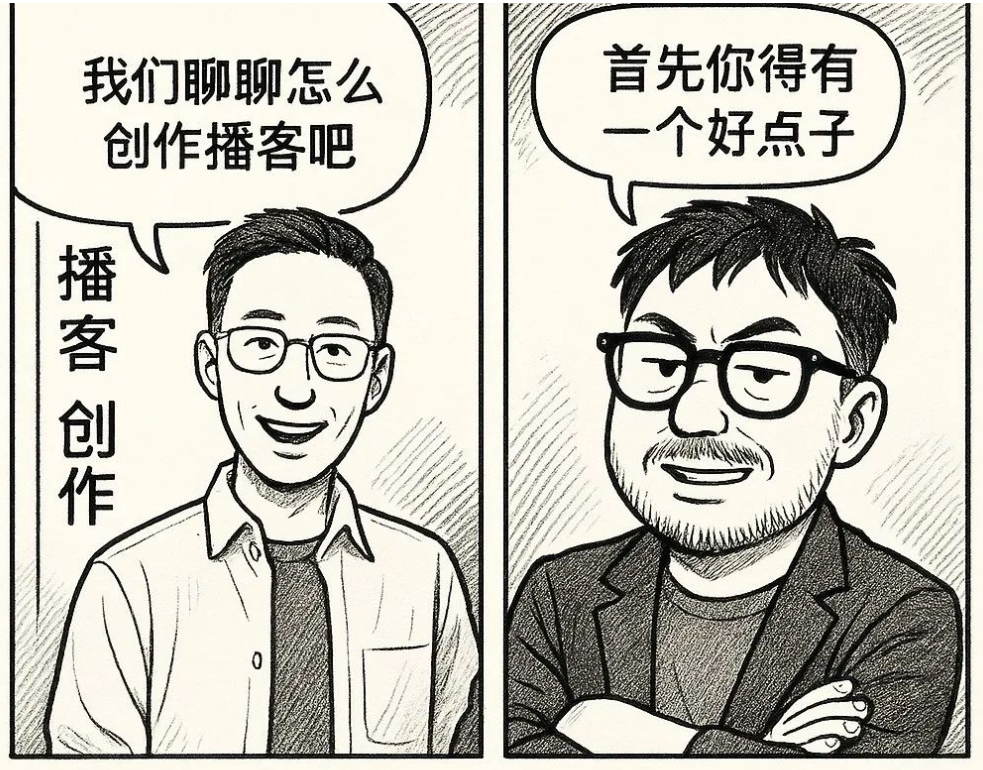 我们聊聊怎么
创作播客吧
播客 创作
首先你得有
一个好点子